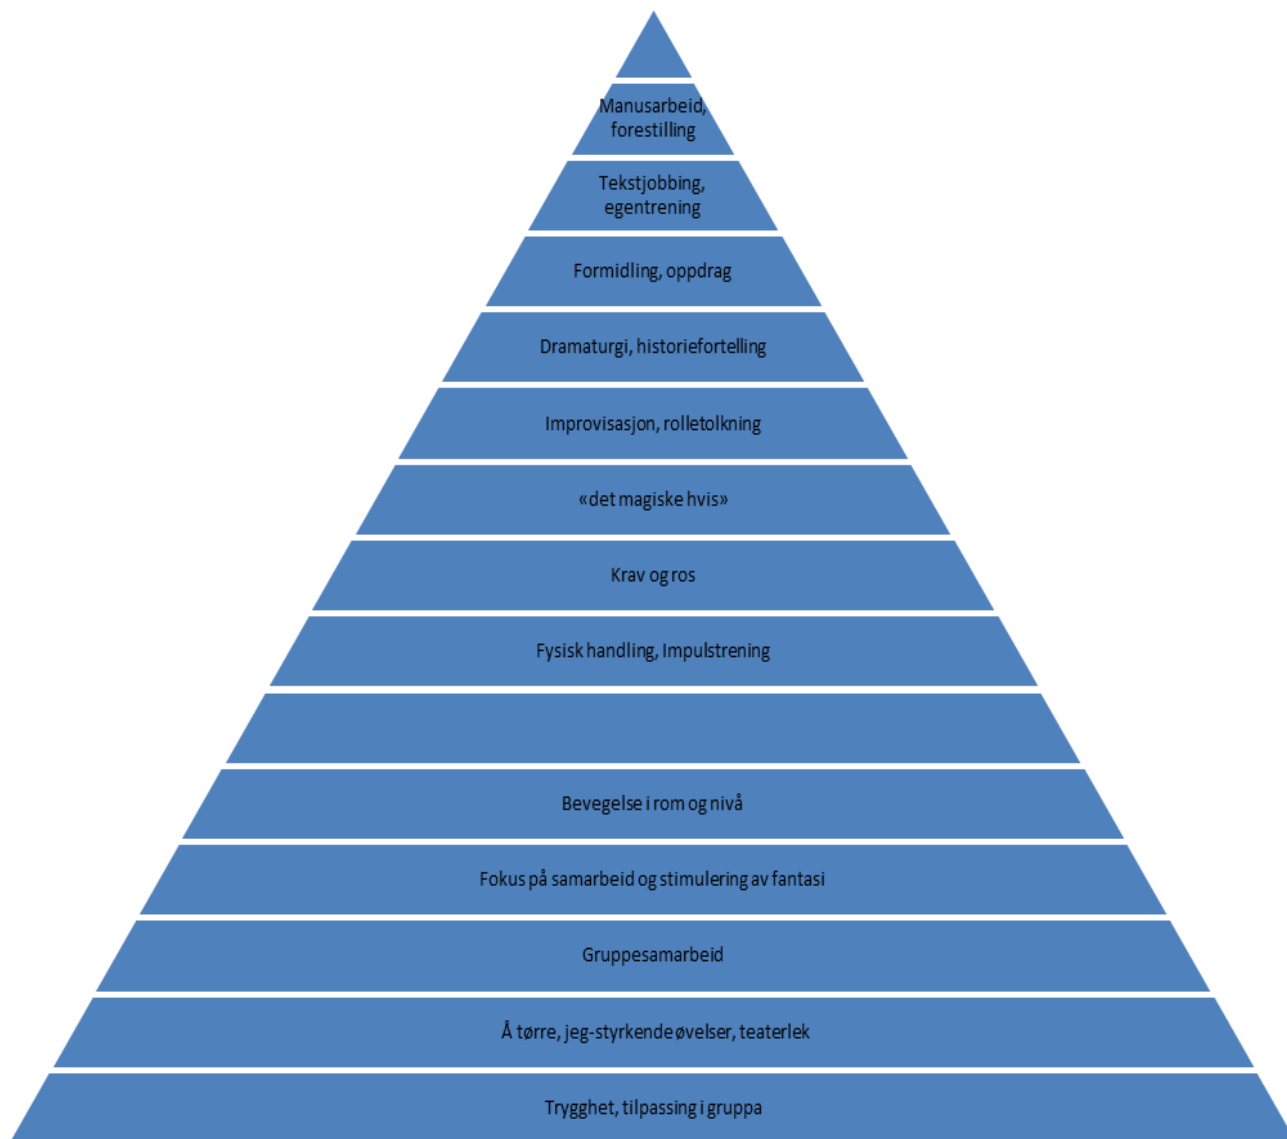 Manusarbeid,
forestilling
Tekstjobbing,
egentrening
Formidling, oppdrag
Dramaturgi, historiefortelling
Improvisasjon, rolletolkning
«det magiske hvis»
Krav og ros
Fysisk handling, Impulstrening
Bevegelse i rom og nivå
Fokus på samarbeid og stimulering av fantasi
Gruppesamarbeid
Å tørre, jeg-styrkende øvelser, teaterlek
Trygghet, tilpassing i gruppa